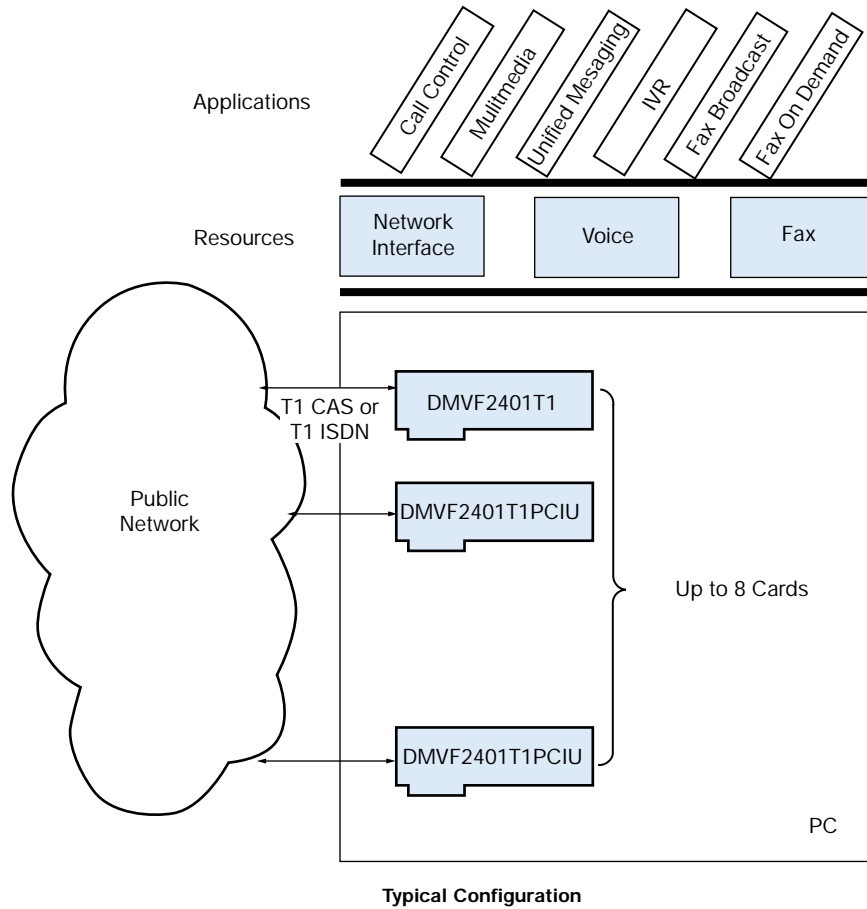 Applications
Call Control
Mulitmedia
Unified Mesaging
IVR
Fax Broadcast
Fax On Demand
Resources
Network
Interface
Voice
Fax
Public
Network
T1 CAS or
T1 ISDN
DMVF2401T1
DMVF2401T1PCIU
Up to 8 Cards
DMVF2401T1PCIU
PC
Typical Configuration